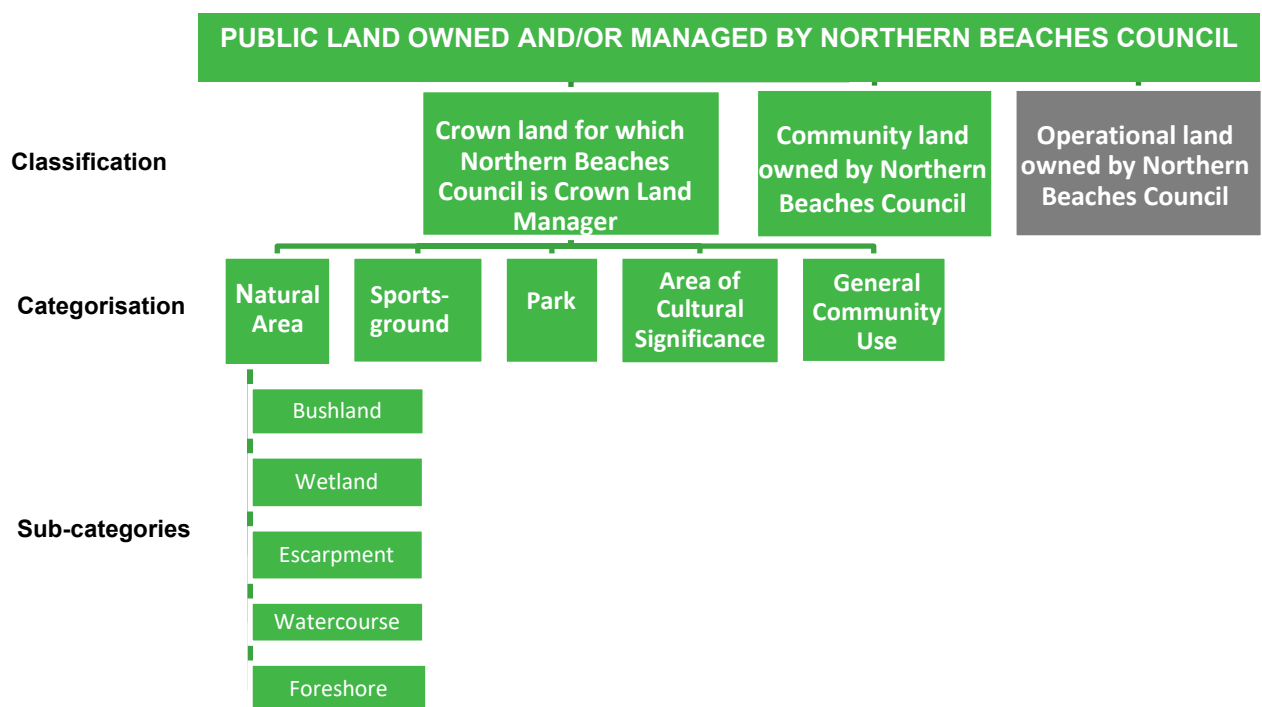 PUBLIC LAND OWNED AND/OR MANAGED BY NORTHERN BEACHES COUNCIL
Classification
Crown land for which
Northern Beaches
Council is Crown Land
Manager
Community land
owned by Northern
Beaches Council
Operational land
owned by Northern
Beaches Council
Categorisation
Natural
Area
Sports-
ground
Park
Area of
Cultural
Significance
General
Community
Use
Sub-categories
Bushland
Wetland
Escarpment
Watercourse
Foreshore